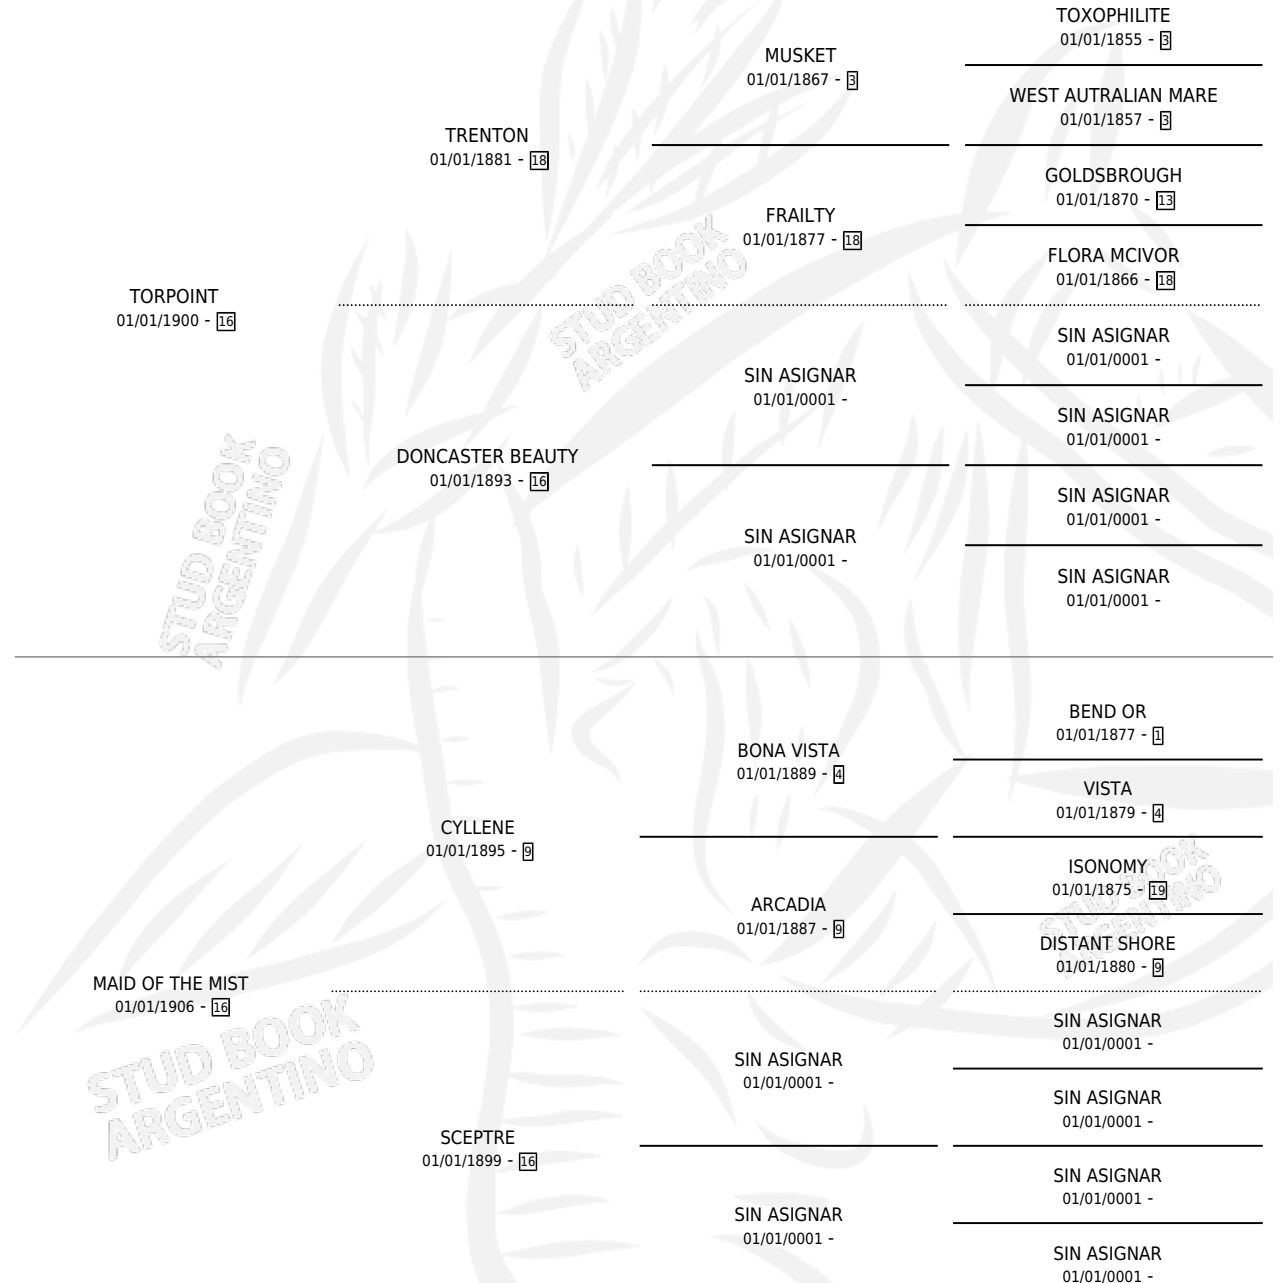 TOXOPHILITE
01/01/1855 - 3
MUSKET
01/01/1867 - 3
WEST AUTRALIAN MARE
01/01/1857 - 3
TRENTON
01/01/1881 - 18
GOLDSBROUGH
01/01/1870 - 13
FRAILTY
01/01/1877 - 18
FLORA MCIVOR
01/01/1866 - 18
TORPOINT
01/01/1900 - 16
SIN ASIGNAR
01/01/0001 -
SIN ASIGNAR
01/01/0001 -
SIN ASIGNAR
01/01/0001 -
DONCASTER BEAUTY
01/01/1893 - 16
SIN ASIGNAR
01/01/0001 -
SIN ASIGNAR
01/01/0001 -
SIN ASIGNAR
01/01/0001 -
STUD BOOK
ARGENTINO
STUD BOOK
ARGENTINO
BEND OR
01/01/1877 - 1
BONA VISTA
01/01/1889 - 4
VISTA
01/01/1879 - 4
CYLLENE
01/01/1895 - 9
ISONOMY
01/01/1875 - 19
ARCADIA
01/01/1887 - 9
DISTANT SHORE
01/01/1880 - 9
MAID OF THE MIST
01/01/1906 - 16
SIN ASIGNAR
01/01/0001 -
SIN ASIGNAR
01/01/0001 -
SIN ASIGNAR
01/01/0001 -
SCEPTRE
01/01/1899 - 16
SIN ASIGNAR
01/01/0001 -
SIN ASIGNAR
01/01/0001 -
SIN ASIGNAR
01/01/0001 -
STUD BOOK
ARGENTINO
STUD BOOK
ARGENTINO